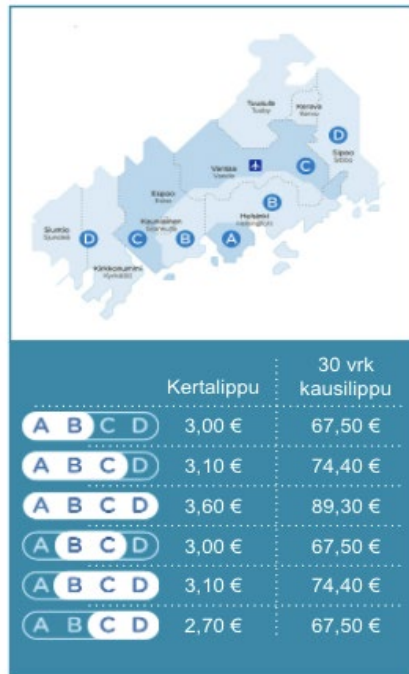 Tuusula
Tusby
Kerava
Kervo
D
Sipoo
Sibbo
Vantaa
Vanda
C
Espoo
Esbo
B
Kauniainen
Grankulla
Helsinki
Helsingfors
Siuntio
Sjundeå
D
C
B
A
Kirkkonummi
Kyrkslätt
Kertalippu
30 vrk
kausilippu
A B C D 3,00 € 67,50 €
A B C D 3,10 € 74,40 €
A B C D 3,60 € 89,30 €
A B C D 3,00 € 67,50 €
A B C D 3,10 € 74,40 €
A B C D 2,70 € 67,50 €